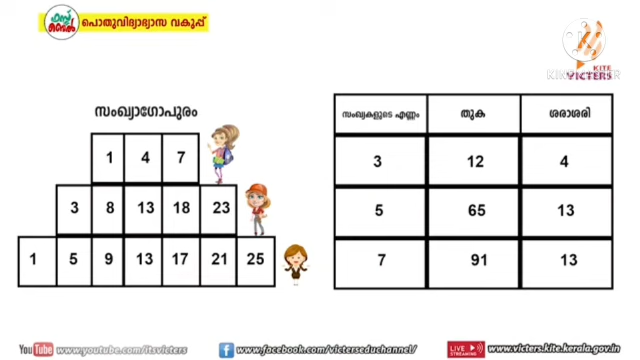 ഫസ്റ്റ്
ബെൽ
പൊതുവിദ്യാഭ്യാസ വകുപ്പ്
KITE
VICTERS
സംഖ്യാഗോപുരം
1 4 7
3 8 13 18 23
1 5 9 13 17 21 25
സംഖ്യകളുടെ എണ്ണം തുക ശരാശരി
3 12 4
5 65 13
7 91 13
YouTube www.youtube.com/itsvicters
www.facebook.com/victerseduchannel/
LIVE STREAMING www.victers.kite.kerala.gov.in